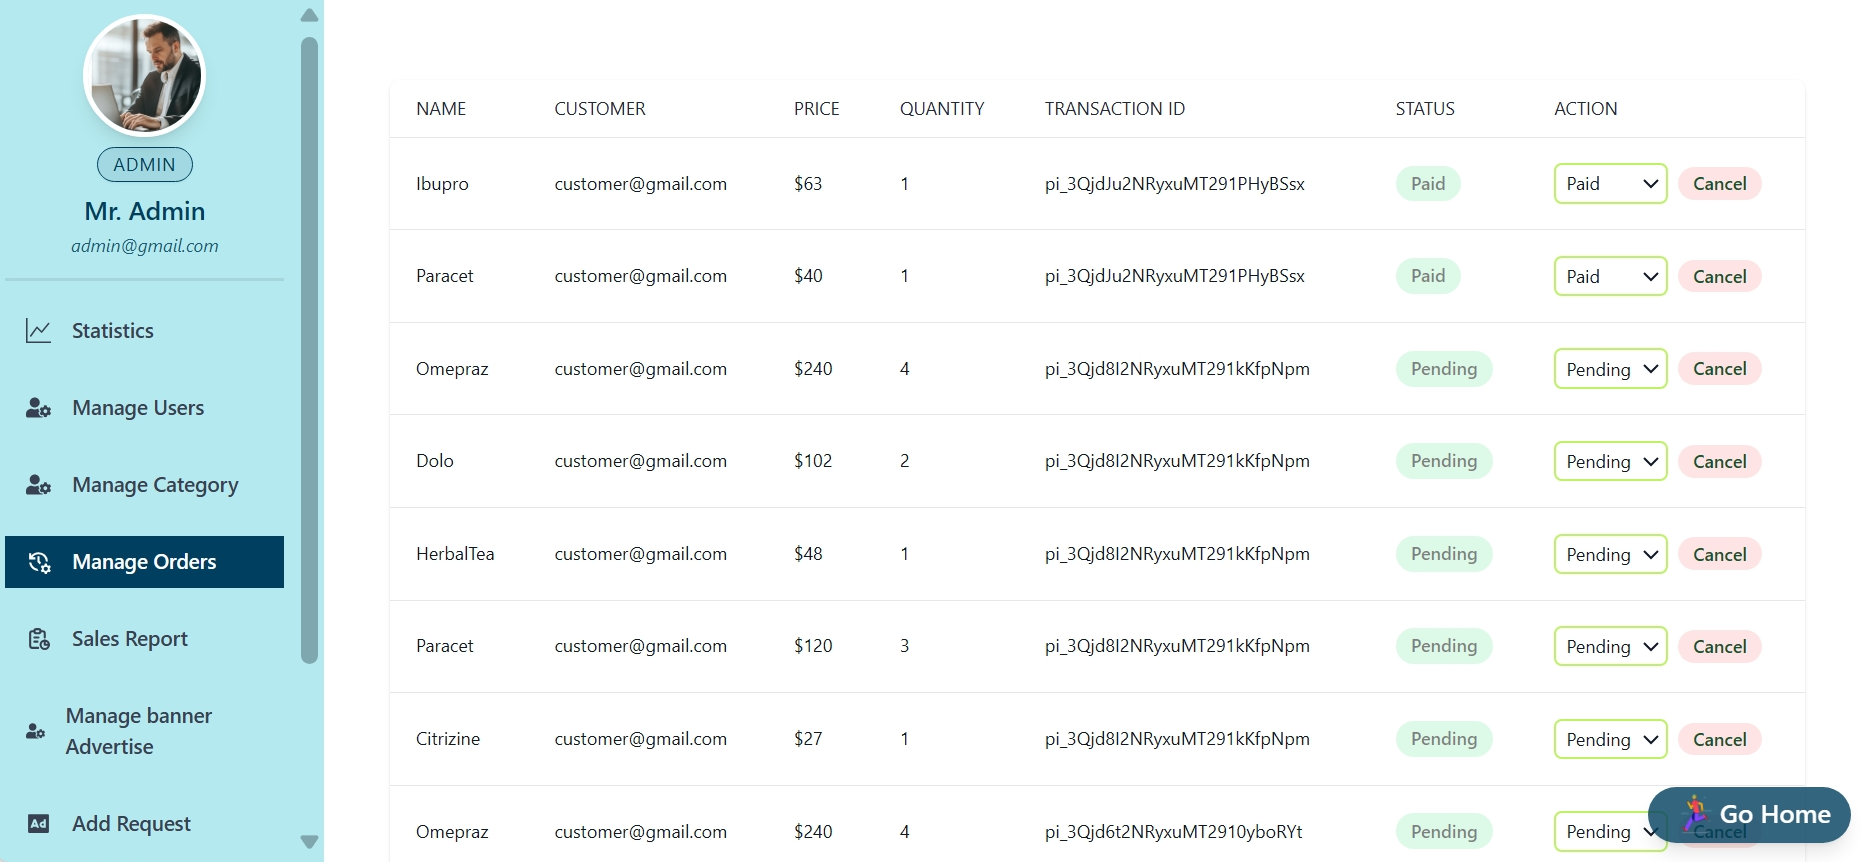 ADMIN
Mr. Admin
admin@gmail.com
Statistics
Manage Users
Manage Category
Manage Orders
Sales Report
Manage banner
Advertise
Ad Add Request
NAME CUSTOMER PRICE QUANTITY TRANSACTION ID STATUS ACTION
Ibupro customer@gmail.com $63 1 pi_3QjdJu2NRyxuMT291PHyBSsx Paid Paid Cancel
Paracet customer@gmail.com $40 1 pi_3QjdJu2NRyxuMT291PHyBSsx Paid Paid Cancel
Omepraz customer@gmail.com $240 4 pi_3Qjd8I2NRyxuMT291kKfpNpm Pending Pending Cancel
Dolo customer@gmail.com $102 2 pi_3Qjd8I2NRyxuMT291kKfpNpm Pending Pending Cancel
HerbalTea customer@gmail.com $48 1 pi_3Qjd8I2NRyxuMT291kKfpNpm Pending Pending Cancel
Paracet customer@gmail.com $120 3 pi_3Qjd8I2NRyxuMT291kKfpNpm Pending Pending Cancel
Citrizine customer@gmail.com $27 1 pi_3Qjd8I2NRyxuMT291kKfpNpm Pending Pending Cancel
Omepraz customer@gmail.com $240 4 pi_3Qjd6t2NRyxuMT2910yboRYt Pending Pending Cancel
Go Home